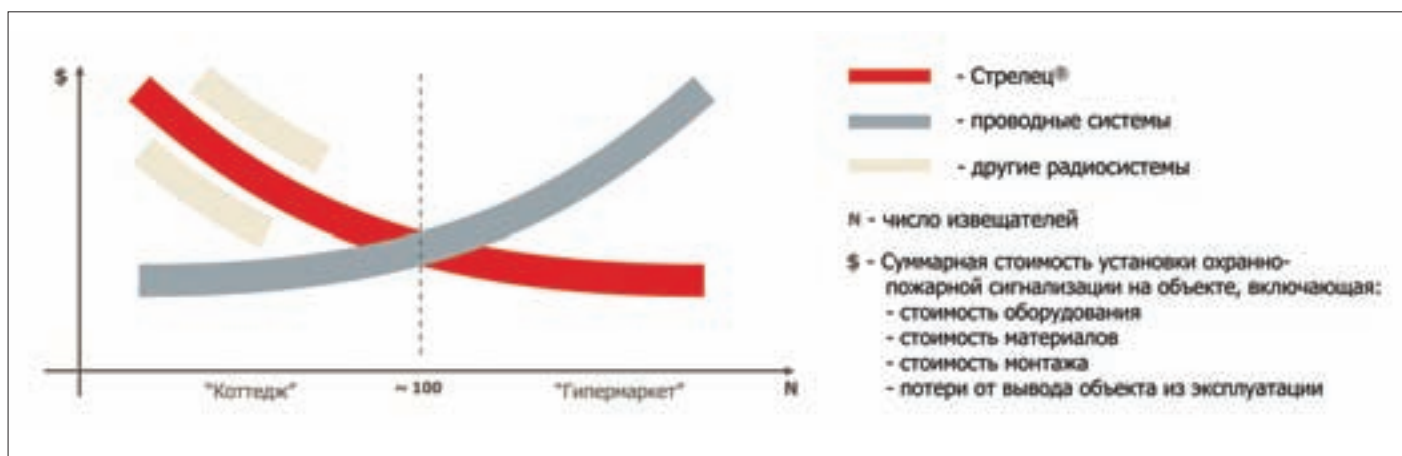 $
"Коттедж"
~ 100
"Гипермаркет"
N
- Стрелец®
- проводные системы
- другие радиосистемы
N - число извещателей
$ - Суммарная стоимость установки охранно-
пожарной сигнализации на объекте, включающая:
- стоимость оборудования
- стоимость материалов
- стоимость монтажа
- потери от вывода объекта из эксплуатации